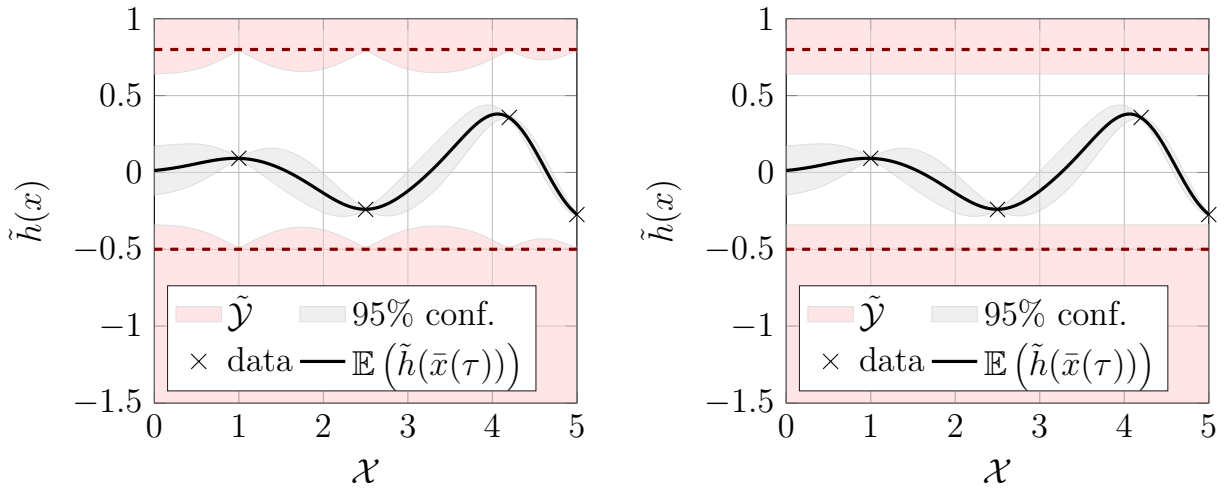 1
0.5
0
−0.5
−1
−1.5
0 1 2 3 4 5
𝒳
h̃(x)
𝒴̃ 95% conf.
data 𝔼 (h̃(x̄(τ)))
1
0.5
0
−0.5
−1
−1.5
0 1 2 3 4 5
𝒳
h̃(x)
𝒴̃ 95% conf.
data 𝔼 (h̃(x̄(τ)))